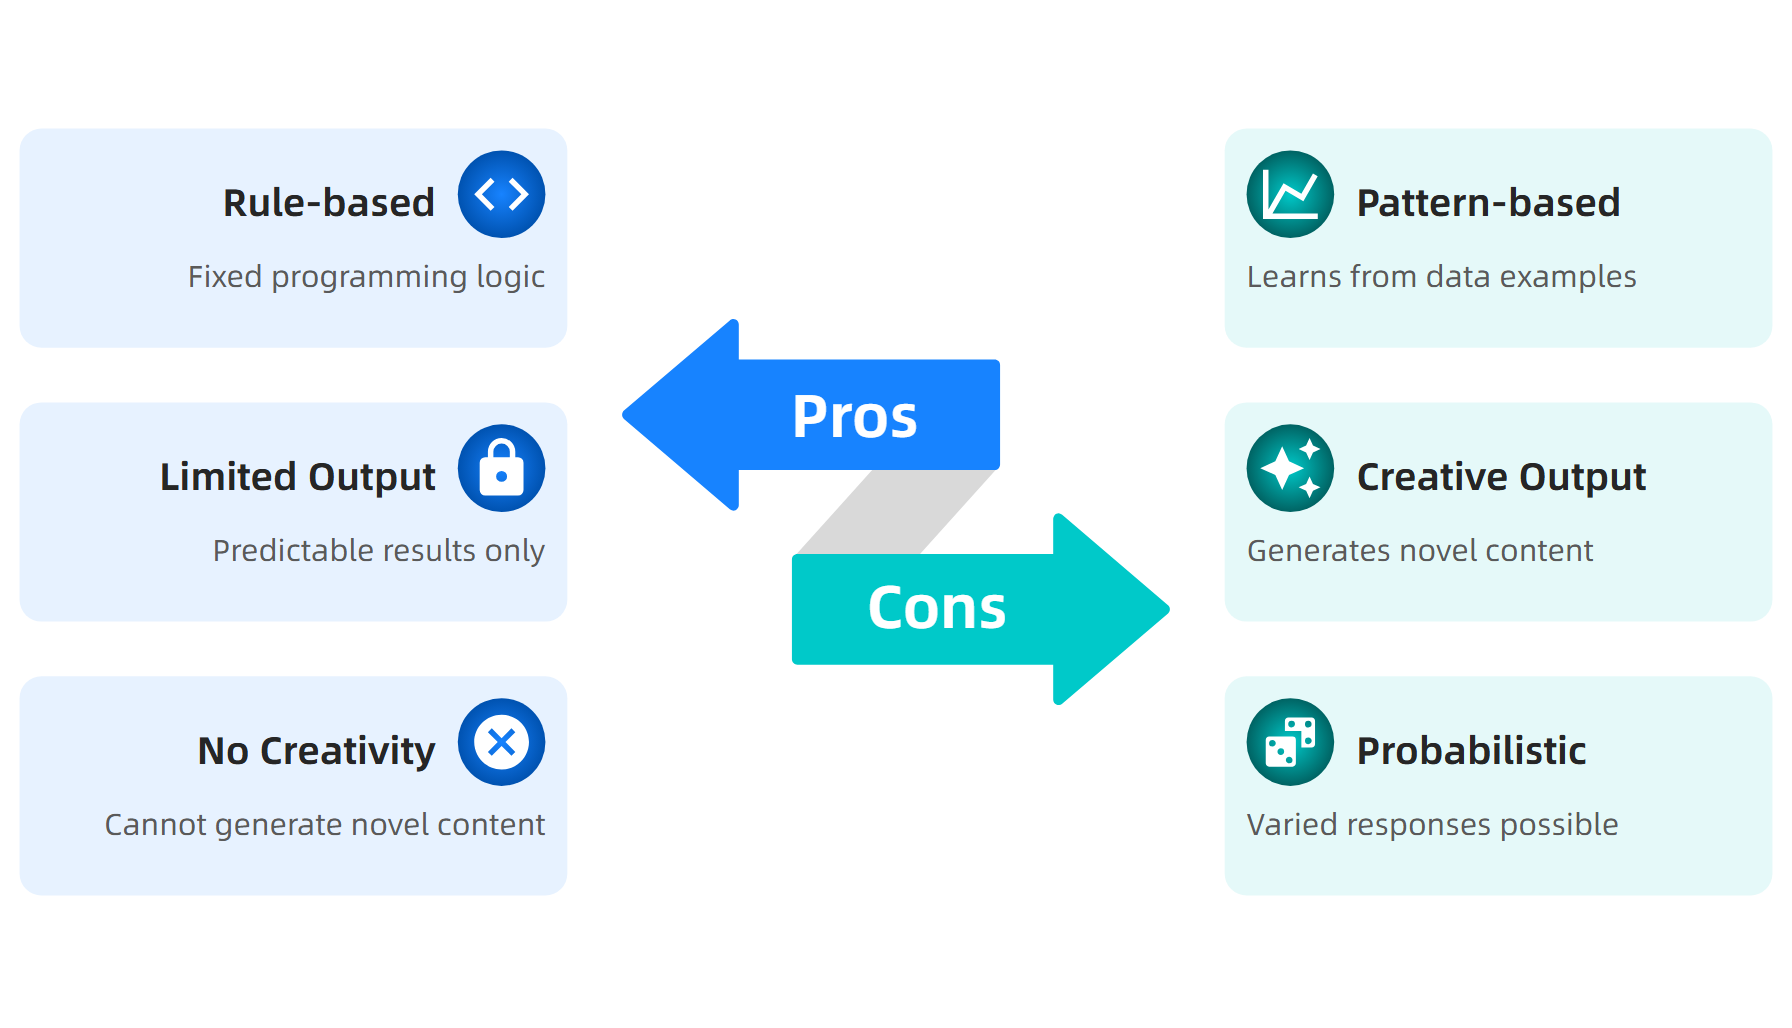 Rule-based
Fixed programming logic
Limited Output
Predictable results only
No Creativity
Cannot generate novel content
Pros
Cons
Pattern-based
Learns from data examples
Creative Output
Generates novel content
Probabilistic
Varied responses possible